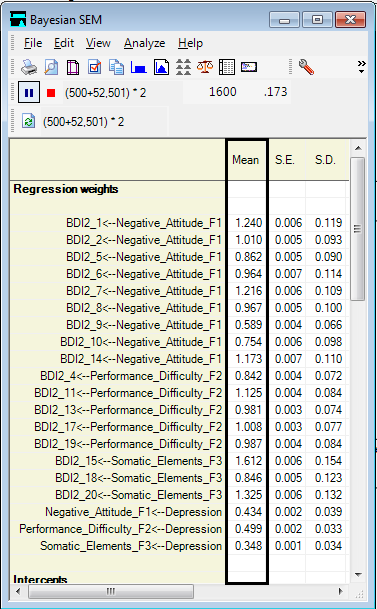 Bayesian SEM
File Edit View Analyze Help
(500+52,501) * 2 1600 .173
(500+52,501) * 2
Mean S.E. S.D.
Regression weights
BDI2_1<--Negative_Attitude_F1 1.240 0.006 0.119
BDI2_2<--Negative_Attitude_F1 1.010 0.005 0.093
BDI2_5<--Negative_Attitude_F1 0.862 0.005 0.090
BDI2_6<--Negative_Attitude_F1 0.964 0.007 0.114
BDI2_7<--Negative_Attitude_F1 1.216 0.006 0.109
BDI2_8<--Negative_Attitude_F1 0.967 0.005 0.100
BDI2_9<--Negative_Attitude_F1 0.589 0.004 0.066
BDI2_10<--Negative_Attitude_F1 0.754 0.006 0.098
BDI2_14<--Negative_Attitude_F1 1.173 0.007 0.110
BDI2_4<--Performance_Difficulty_F2 0.842 0.004 0.072
BDI2_11<--Performance_Difficulty_F2 1.125 0.004 0.084
BDI2_13<--Performance_Difficulty_F2 0.981 0.003 0.074
BDI2_17<--Performance_Difficulty_F2 1.008 0.003 0.077
BDI2_19<--Performance_Difficulty_F2 0.987 0.004 0.084
BDI2_15<--Somatic_Elements_F3 1.612 0.006 0.154
BDI2_18<--Somatic_Elements_F3 0.846 0.005 0.123
BDI2_20<--Somatic_Elements_F3 1.325 0.006 0.132
Negative_Attitude_F1<--Depression 0.434 0.002 0.039
Performance_Difficulty_F2<--Depression 0.499 0.002 0.033
Somatic_Elements_F3<--Depression 0.348 0.001 0.034
Intercepts